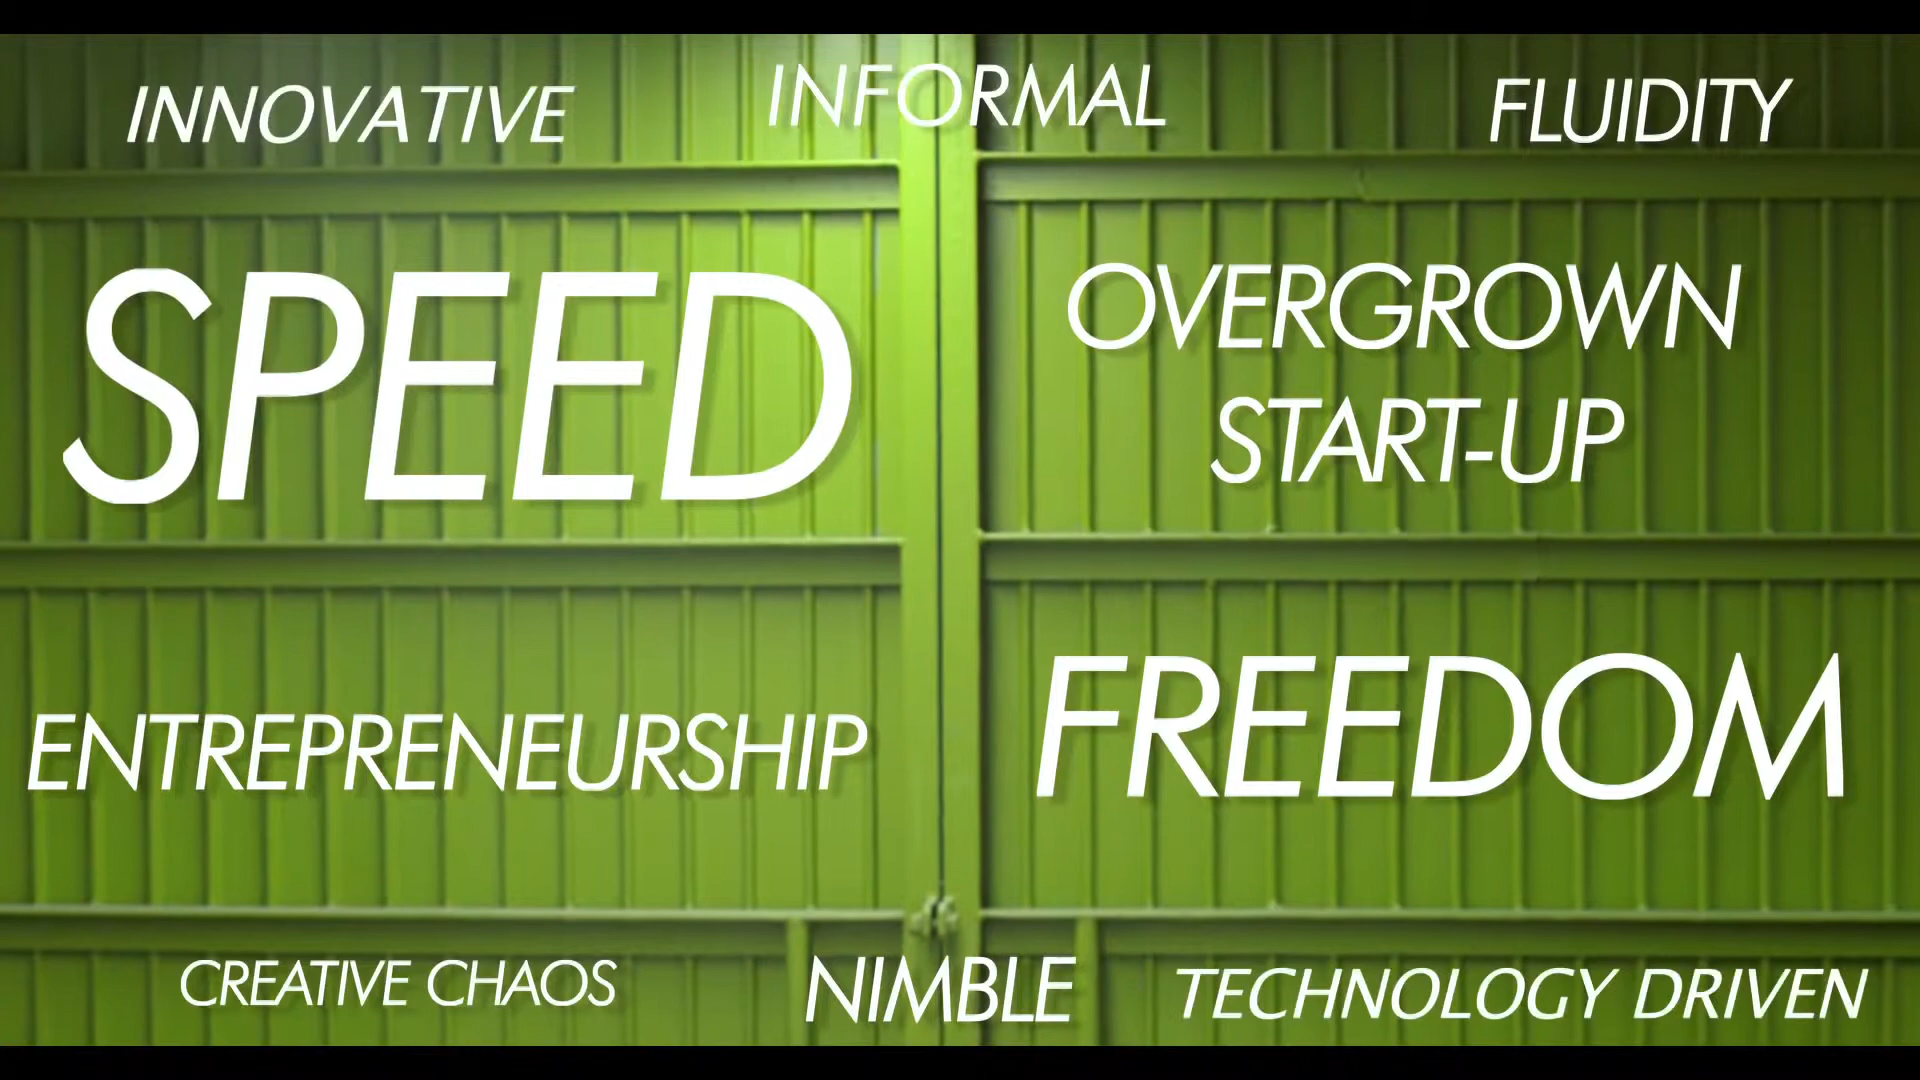 INNOVATIVE
INFORMAL
FLUIDITY
SPEED
OVERGROWN
START-UP
ENTREPRENEURSHIP
FREEDOM
CREATIVE CHAOS
NIMBLE
TECHNOLOGY DRIVEN